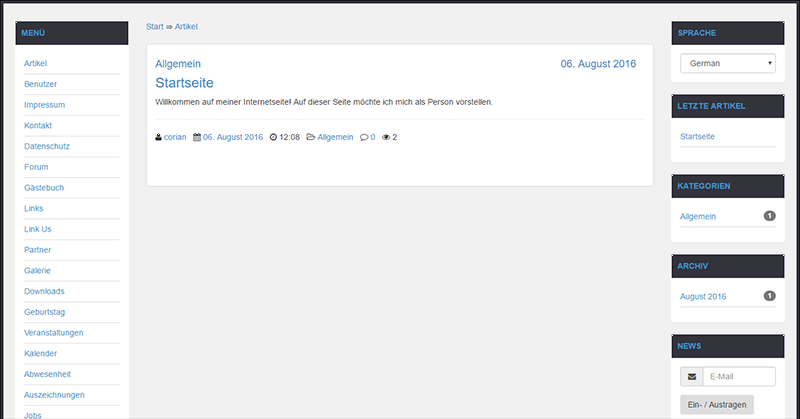 MENÜ
Artikel
Benutzer
Impressum
Kontakt
Datenschutz
Forum
Gästebuch
Links
Link Us
Partner
Galerie
Downloads
Geburtstag
Veranstaltungen
Kalender
Abwesenheit
Auszeichnungen
Jobs
Start ⇒ Artikel
Allgemein 06. August 2016
Startseite
Willkommen auf meiner Internetseite! Auf dieser Seite möchte ich mich als Person vorstellen.
corian 06. August 2016 12:08 Allgemein 0 2
SPRACHE
German
LETZTE ARTIKEL
Startseite
KATEGORIEN
Allgemein 1
ARCHIV
August 2016 1
NEWS
E-Mail
Ein- / Austragen